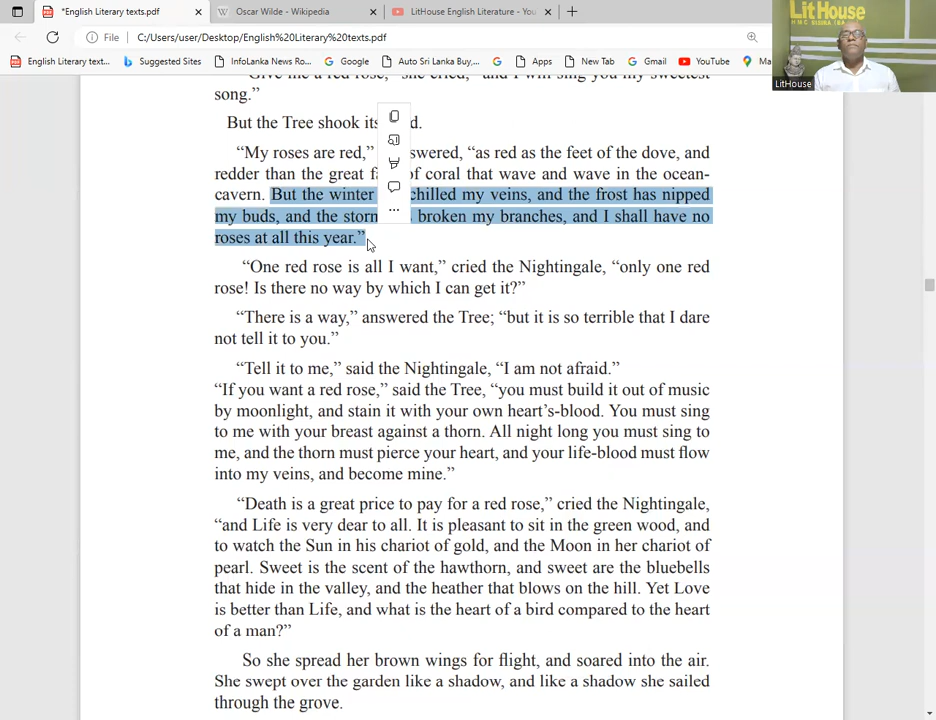 *English Literary texts.pdf
Oscar Wilde - Wikipedia
LitHouse English Literature - You
File C:/Users/user/Desktop/English%20Literary%20texts.pdf
English Literary text... Suggested Sites InfoLanka News Ro... Google Auto Sri Lanka Buy,... G Apps New Tab Gmail YouTube
LitHouse
LitHouse
“Give me a red rose,” she cried, “and I will sing you my sweetest
song.”
But the Tree shook its
“My roses are red,” “as red as the feet of the dove, and
redder than the great of coral that wave and wave in the ocean-
cavern. But the winter chilled my veins, and the frost has nipped
my buds, and the storm broken my branches, and I shall have no
roses at all this year.”
“One red rose is all I want,” cried the Nightingale, “only one red
rose! Is there no way by which I can get it?”
“There is a way,” answered the Tree; “but it is so terrible that I dare
not tell it to you.”
“Tell it to me,” said the Nightingale, “I am not afraid.”
“If you want a red rose,” said the Tree, “you must build it out of music
by moonlight, and stain it with your own heart’s-blood. You must sing
to me with your breast against a thorn. All night long you must sing to
me, and the thorn must pierce your heart, and your life-blood must flow
into my veins, and become mine.”
“Death is a great price to pay for a red rose,” cried the Nightingale,
“and Life is very dear to all. It is pleasant to sit in the green wood, and
to watch the Sun in his chariot of gold, and the Moon in her chariot of
pearl. Sweet is the scent of the hawthorn, and sweet are the bluebells
that hide in the valley, and the heather that blows on the hill. Yet Love
is better than Life, and what is the heart of a bird compared to the heart
of a man?”
So she spread her brown wings for flight, and soared into the air.
She swept over the garden like a shadow, and like a shadow she sailed
through the grove.